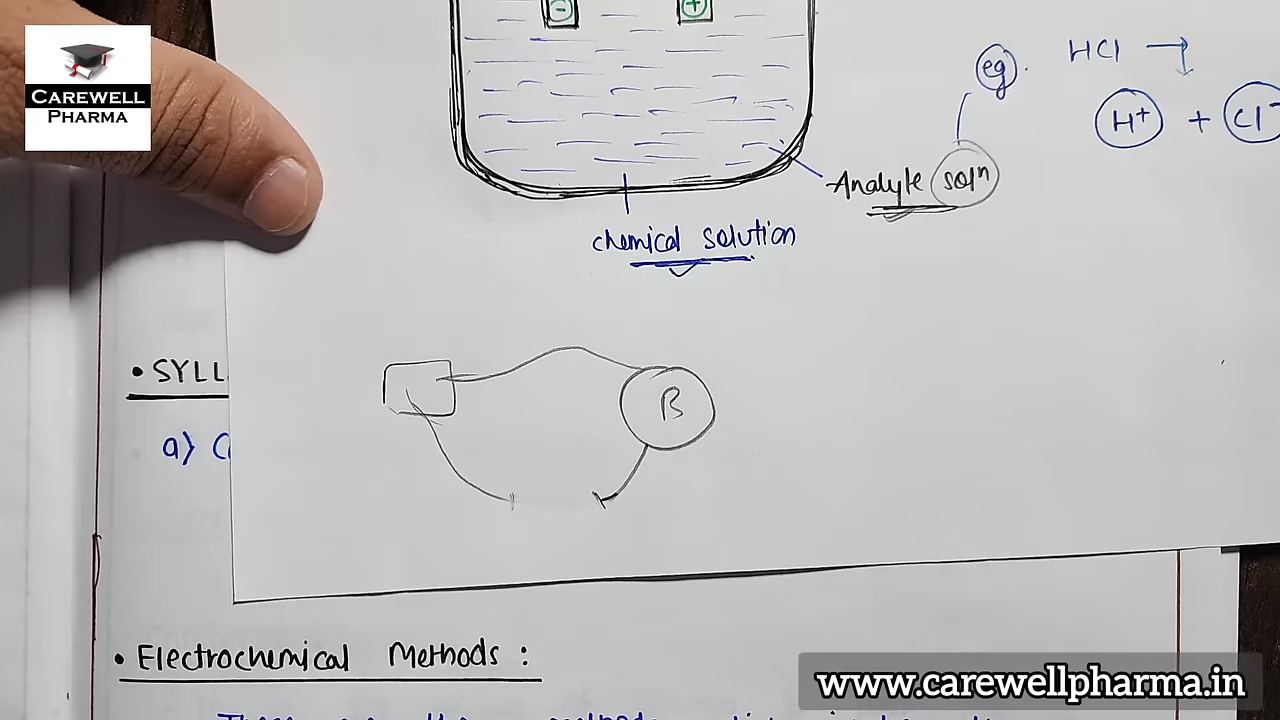 CAREWELL
PHARMA
-
+
eg.
HCl →
H+ + Cl-
Analyte soln
chemical solution
B
• SYLL
a) C
• Electrochemical Methods :
www.carewellpharma.in